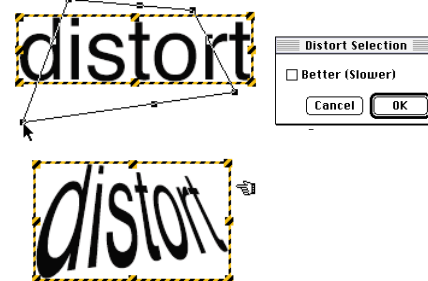 distort
Distort Selection
Better (Slower)
Cancel
OK
distort